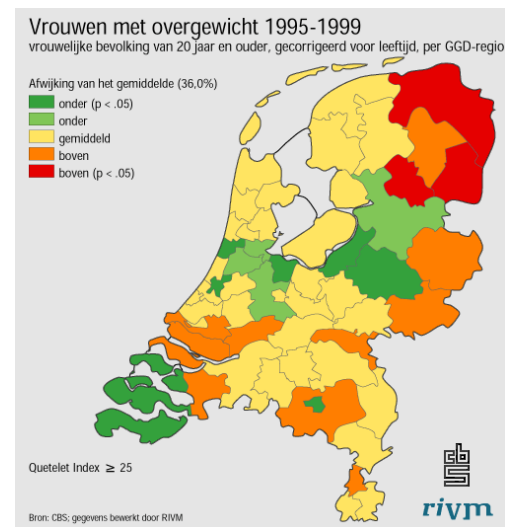 Vrouwen met overgewicht 1995-1999
vrouwelijke bevolking van 20 jaar en ouder, gecorrigeerd voor leeftijd, per GGD-regio
Afwijking van het gemiddelde (36,0%)
onder (p < .05)
onder
gemiddeld
boven
boven (p < .05)
Quetelet Index ≥ 25
cbs
rivm
Bron: CBS; gegevens bewerkt door RIVM